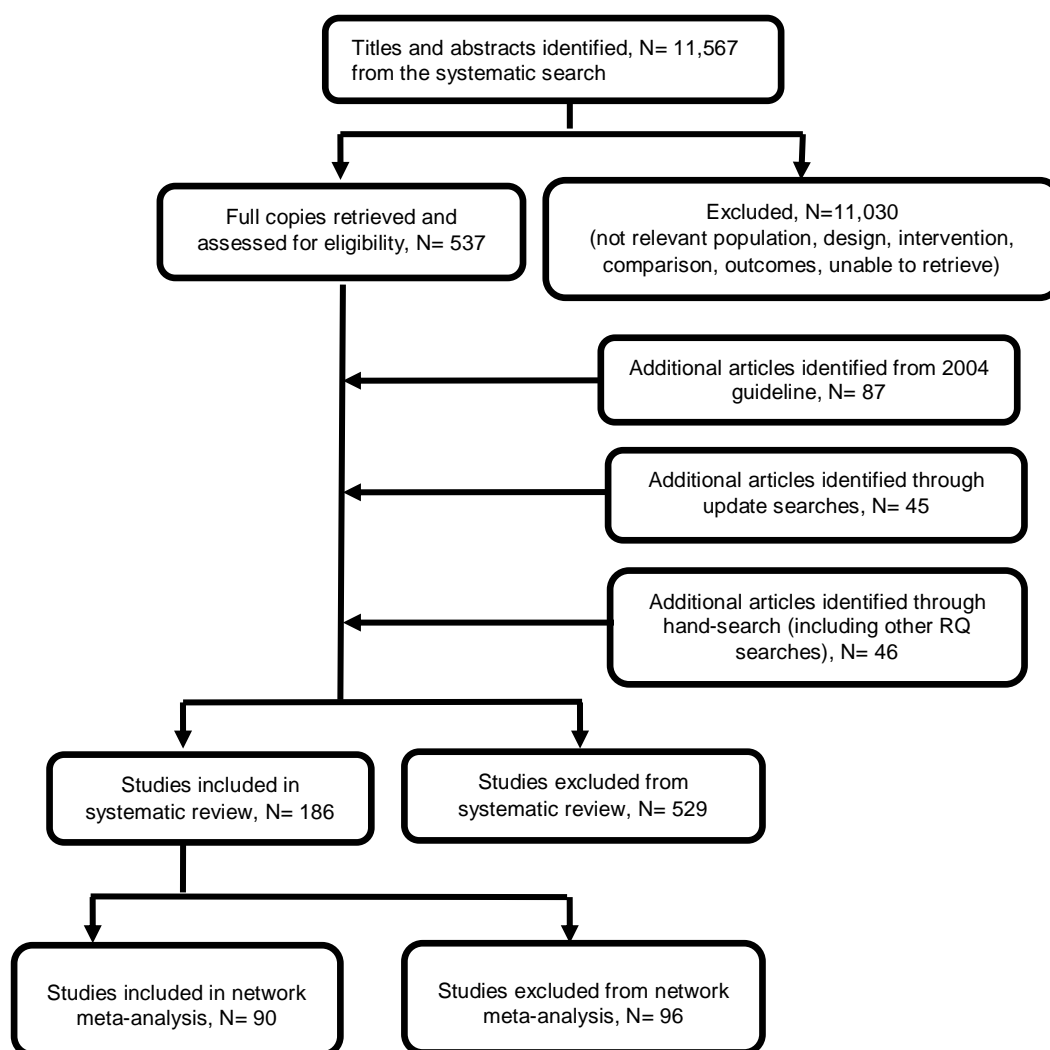 Titles and abstracts identified, N= 11,567
from the systematic search
Full copies retrieved and
assessed for eligibility, N= 537
Excluded, N=11,030
(not relevant population, design, intervention,
comparison, outcomes, unable to retrieve)
Additional articles identified from 2004
guideline, N= 87
Additional articles identified through
update searches, N= 45
Additional articles identified through
hand-search (including other RQ
searches), N= 46
Studies included in
systematic review, N= 186
Studies excluded from
systematic review, N= 529
Studies included in network
meta-analysis, N= 90
Studies excluded from network
meta-analysis, N= 96